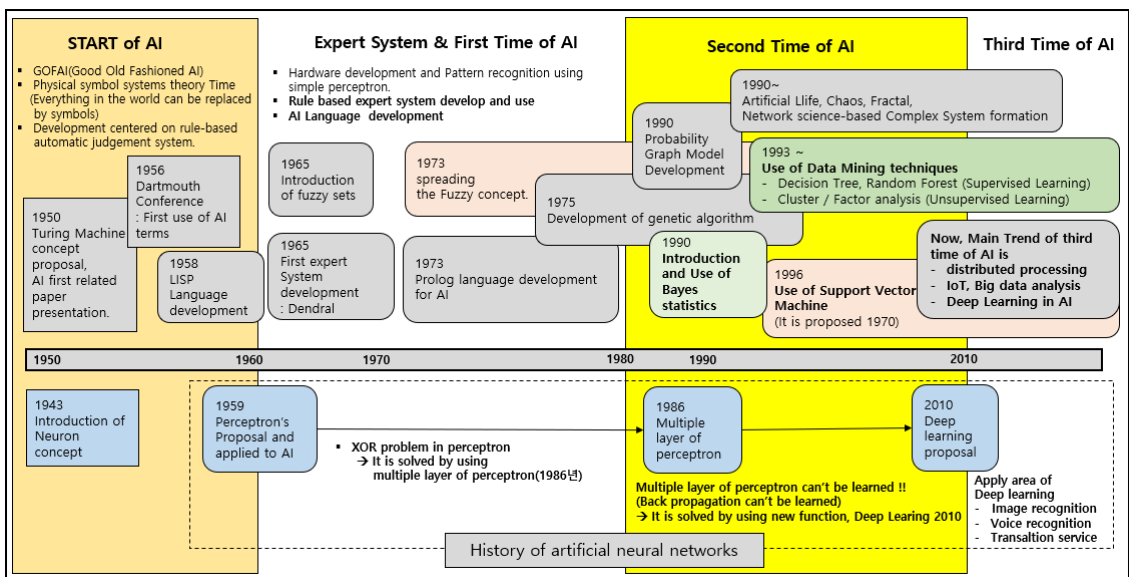 START of AI
▪ GOFAI(Good Old Fashioned AI)
▪ Physical symbol systems theory Time
(Everything in the world can be replaced
by symbols)
▪ Development centered on rule-based
automatic judgement system.
Expert System & First Time of AI
▪ Hardware development and Pattern recognition using
simple perceptron.
▪ Rule based expert system develop and use
▪ AI Language development
Second Time of AI
Third Time of AI
1950
Turing Machine
concept
proposal,
AI first related
paper
presentation.
1956
Dartmouth
Conference
: First use of AI
terms
1958
LISP
Language
development
1965
Introduction
of fuzzy sets
1965
First expert
System
development
: Dendral
1973
spreading
the Fuzzy concept.
1973
Prolog language development
for AI
1975
Development of genetic algorithm
1990
Probability
Graph Model
Development
1990
Introduction
and Use of
Bayes
statistics
1990~
Artificial Llife, Chaos, Fractal,
Network science-based Complex System formation
1993 ~
Use of Data Mining techniques
- Decision Tree, Random Forest (Supervised Learning)
- Cluster / Factor analysis (Unsupervised Learning)
1996
Use of Support Vector
Machine
(It is proposed 1970)
Now, Main Trend of third
time of AI is
- distributed processing
- IoT, Big data analysis
- Deep Learning in AI
1950 1960 1970 1980 1990 2010
1943
Introduction of
Neuron
concept
1959
Perceptron's
Proposal and
applied to AI
▪ XOR problem in perceptron
→ It is solved by using
multiple layer of perceptron(1986년)
1986
Multiple
layer of
perceptron
Multiple layer of perceptron can't be learned !!
(Back propagation can't be learned)
→ It is solved by using new function, Deep Learing 2010
2010
Deep
learning
proposal
Apply area of
Deep learning
- Image recognition
- Voice recognition
- Transaltion service
History of artificial neural networks